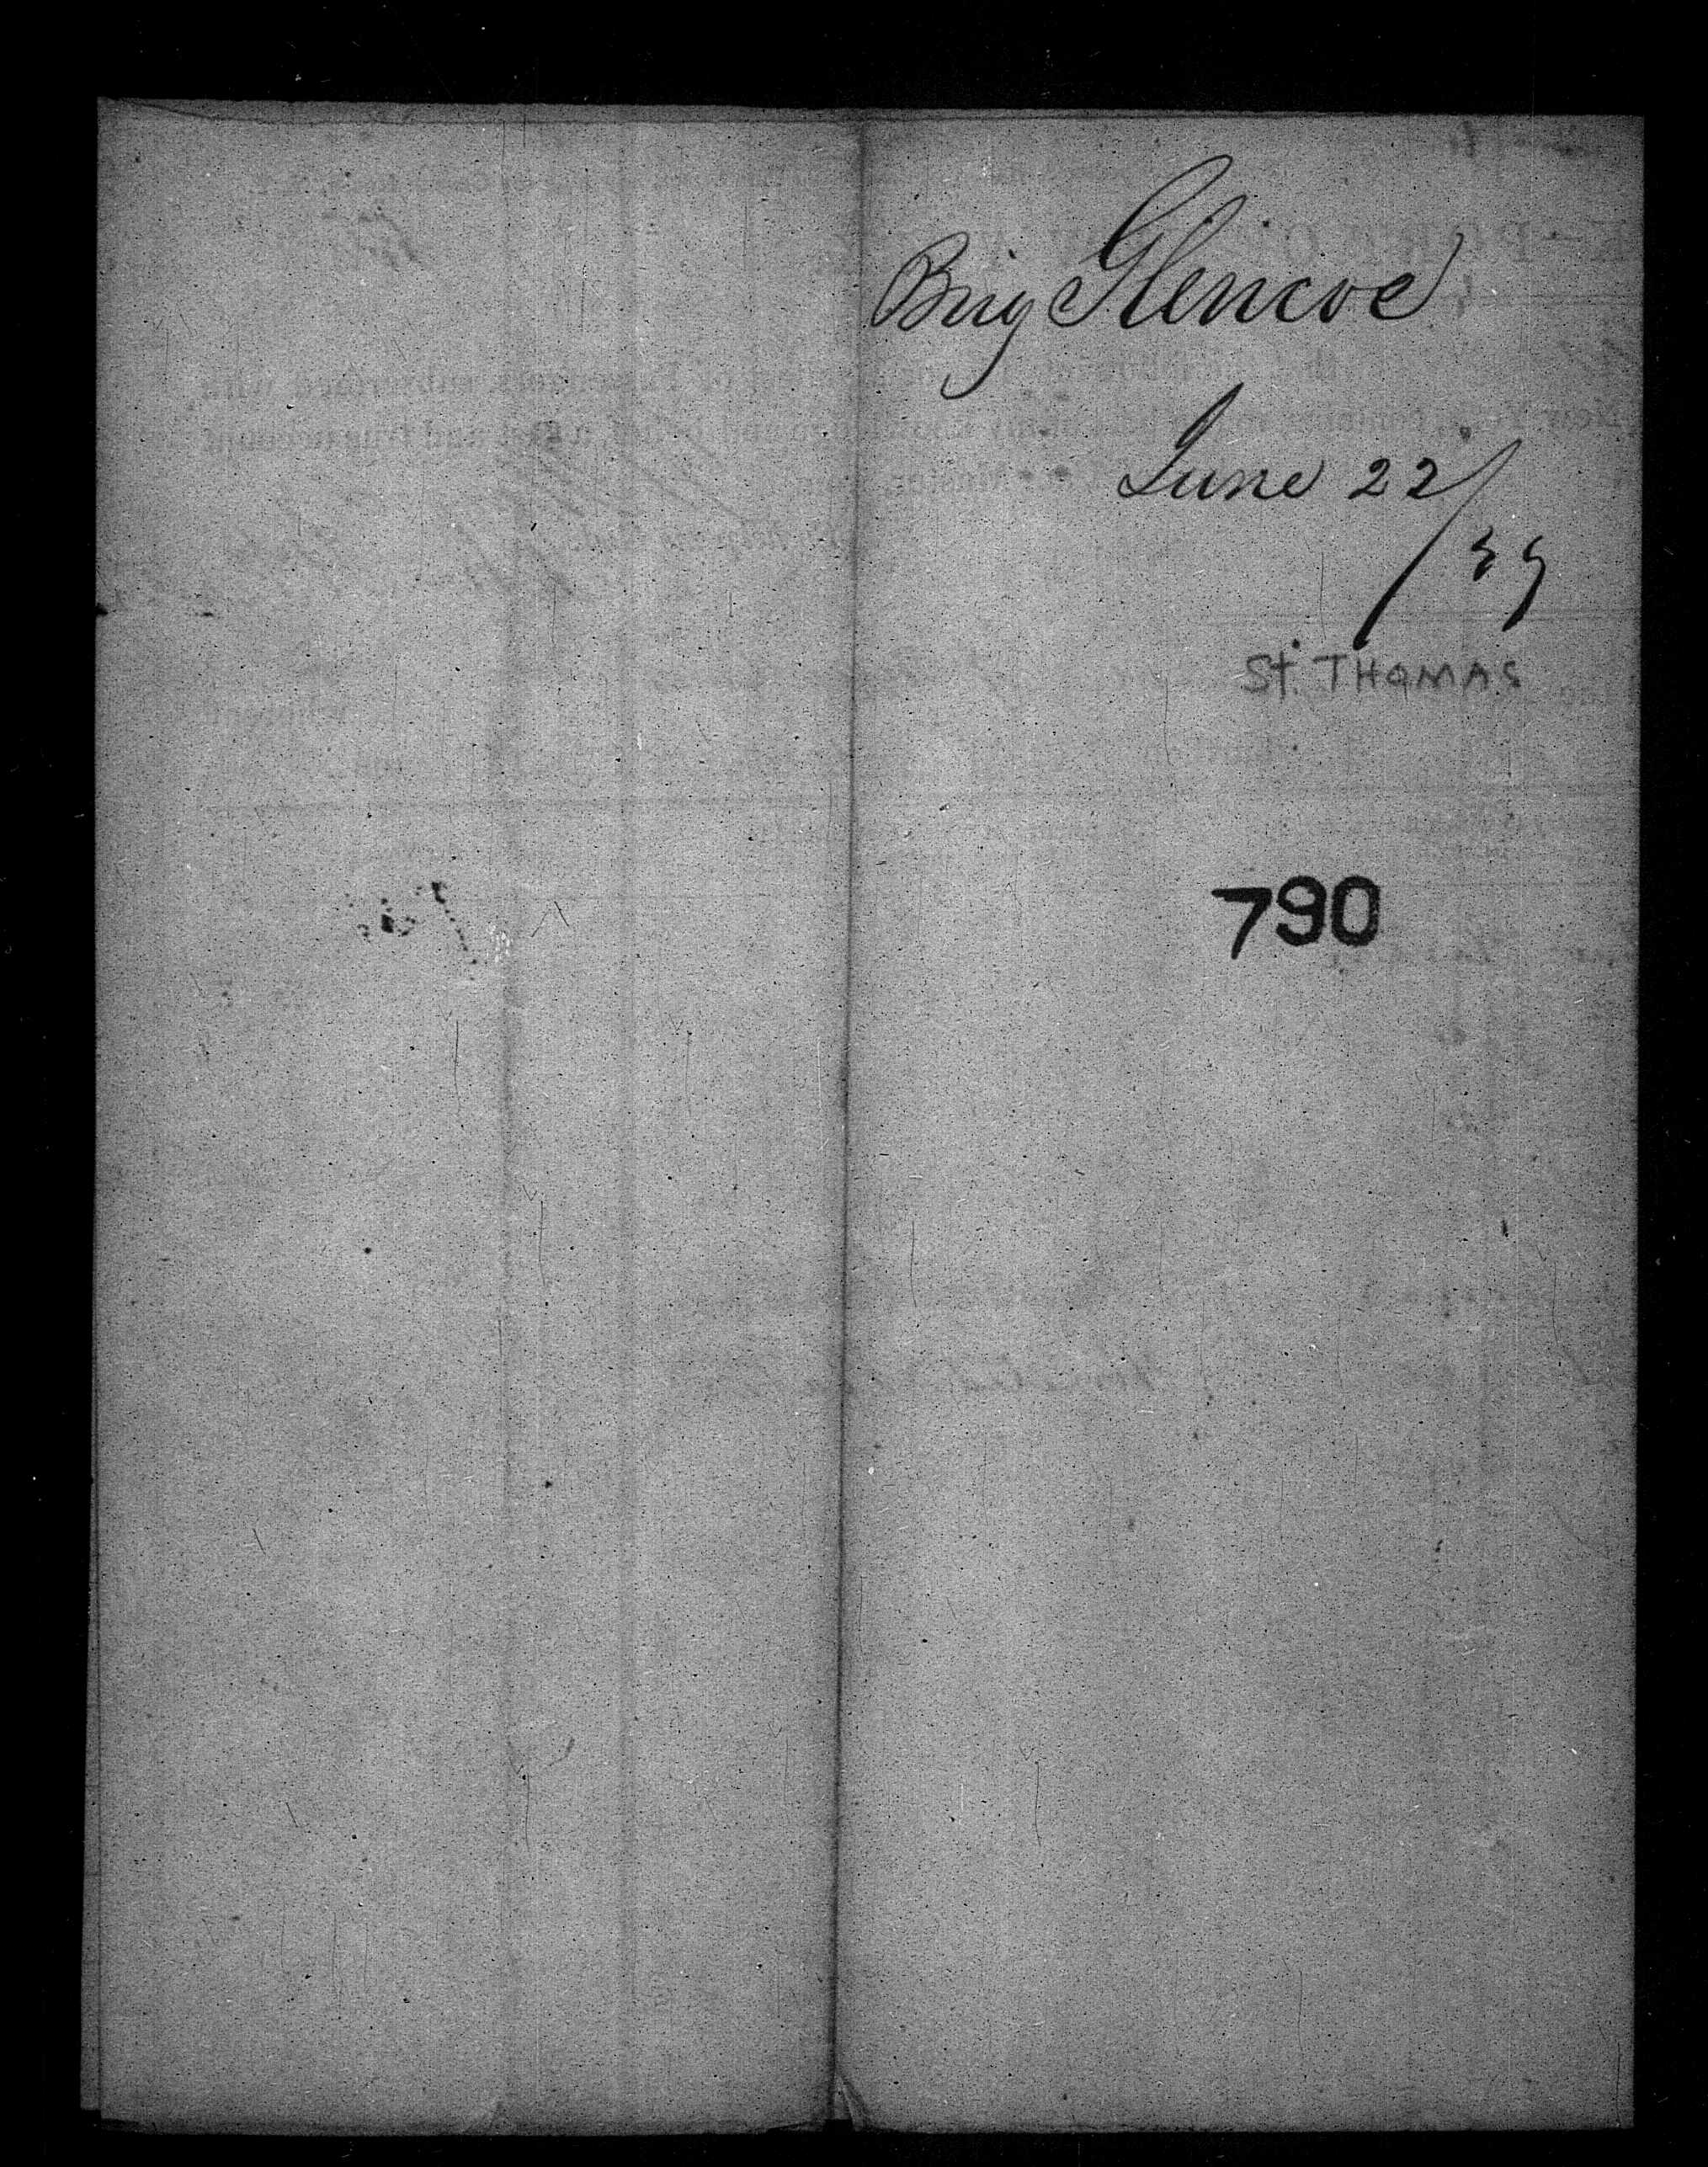 Brig Glencoe
June 22/
39
St. THOMAS
790